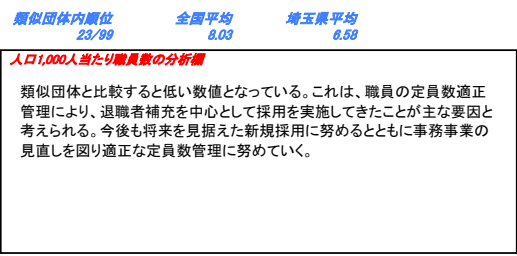 類似団体内順位 全国平均 埼玉県平均
23/99 8.03 6.58
人口1,000人当たり職員数の分析欄
類似団体と比較すると低い数値となっている。これは、職員の定員数適正
管理により、退職者補充を中心として採用を実施してきたことが主な要因と
考えられる。今後も将来を見据えた新規採用に努めるとともに事務事業の
見直しを図り適正な定員数管理に努めていく。